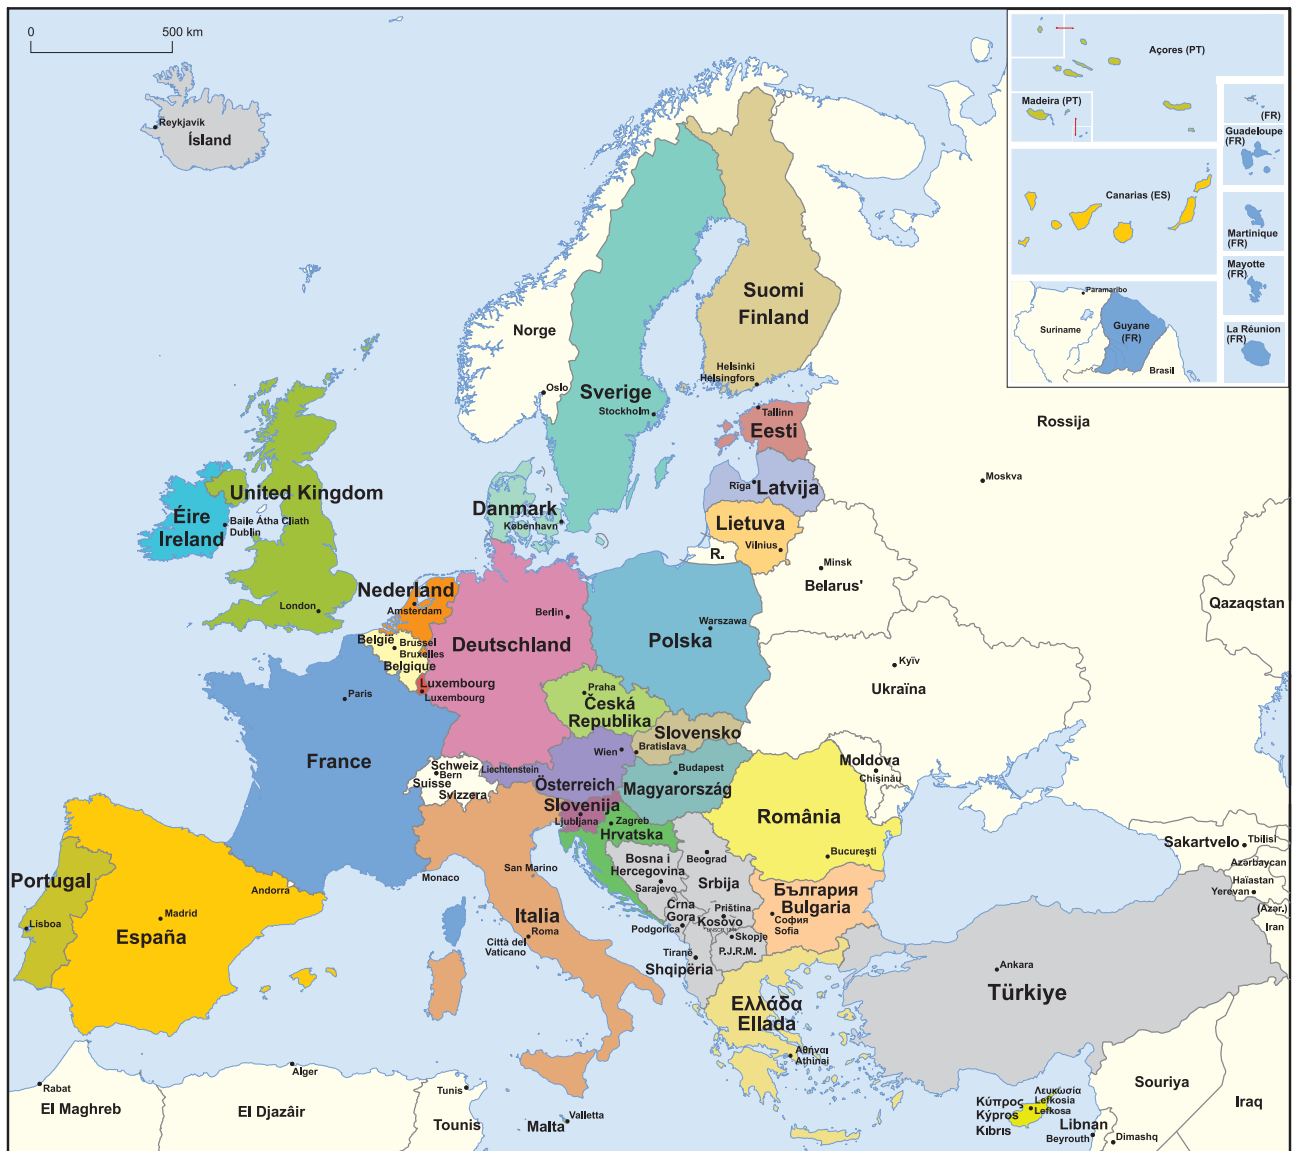 0
500 km
Açores (PT)
Madeira (PT)
(FR)
Guadeloupe
(FR)
Canarias (ES)
Martinique
(FR)
Mayotte
(FR)
Paramaribo
Suriname
Guyane
(FR)
Brasil
La Réunion
(FR)
Reykjavík
Ísland
Norge
Oslo
Sverige
Stockholm
Suomi
Finland
Helsinki
Helsingfors
Tallinn
Eesti
Rīga
Latvija
Lietuva
Vilnius
R.
Rossija
Moskva
Minsk
Belarus'
Qazaqstan
United Kingdom
London
Éire
Ireland
Baile Átha Cliath
Dublin
Danmark
København
Nederland
Amsterdam
België
Brussel
Bruxelles
Belgique
Luxembourg
Luxembourg
Deutschland
Berlin
Polska
Warszawa
Kyïv
Ukraïna
Praha
Česká
Republika
Slovensko
Bratislava
Wien
Österreich
Liechtenstein
Schweiz
Bern
Suisse
Svizzera
Paris
France
Budapest
Magyarország
Moldova
Chişinău
România
Bucureşti
Slovenija
Ljubljana
Zagreb
Hrvatska
Bosna i
Hercegovina
Sarajevo
Beograd
Srbija
Crna
Gora
Podgorica
Priština
Kosovo
Skopje
P.J.R.M.
Tiranë
Shqipëria
България
Bulgaria
София
Sofia
Ελλάδα
Ellada
Αθήναι
Athinai
Monaco
San Marino
Italia
Roma
Città del
Vaticano
Andorra
Portugal
Lisboa
Madrid
España
Sakartvelo
Tbilisi
Azərbaycan
Haïastan
Yerevan
(Azər.)
Iran
Ankara
Türkiye
Souriya
Iraq
Κύπρος
Kýpros
Kıbrıs
Λευκωσία
Lefkosia
Lefkosa
Libnan
Beyrouth
Dimashq
Valletta
Malta
Rabat
El Maghreb
Alger
El Djazâir
Tunis
Tounis